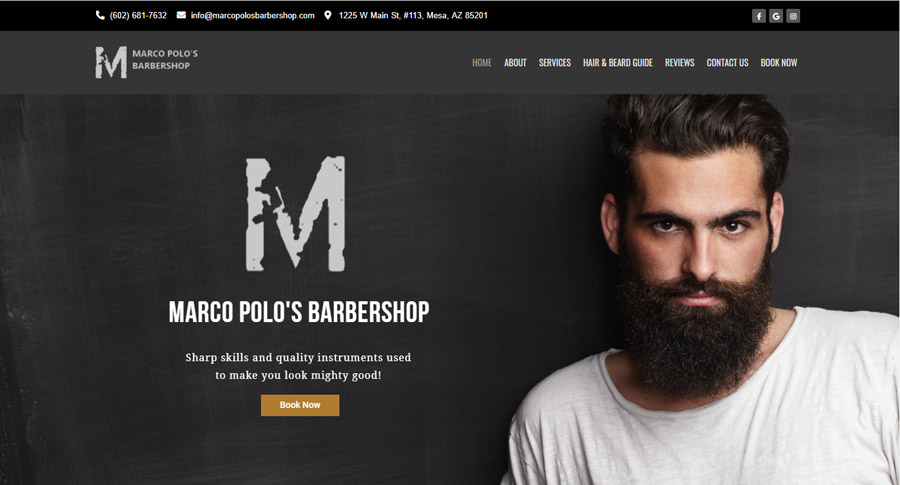 (602) 681-7632 info@marcopolosbarbershop.com 1225 W Main St, #113, Mesa, AZ 85201
M MARCO POLO'S
BARBERSHOP
HOME ABOUT SERVICES HAIR & BEARD GUIDE REVIEWS CONTACT US BOOK NOW
M
MARCO POLO'S BARBERSHOP
Sharp skills and quality instruments used
to make you look mighty good!
Book Now